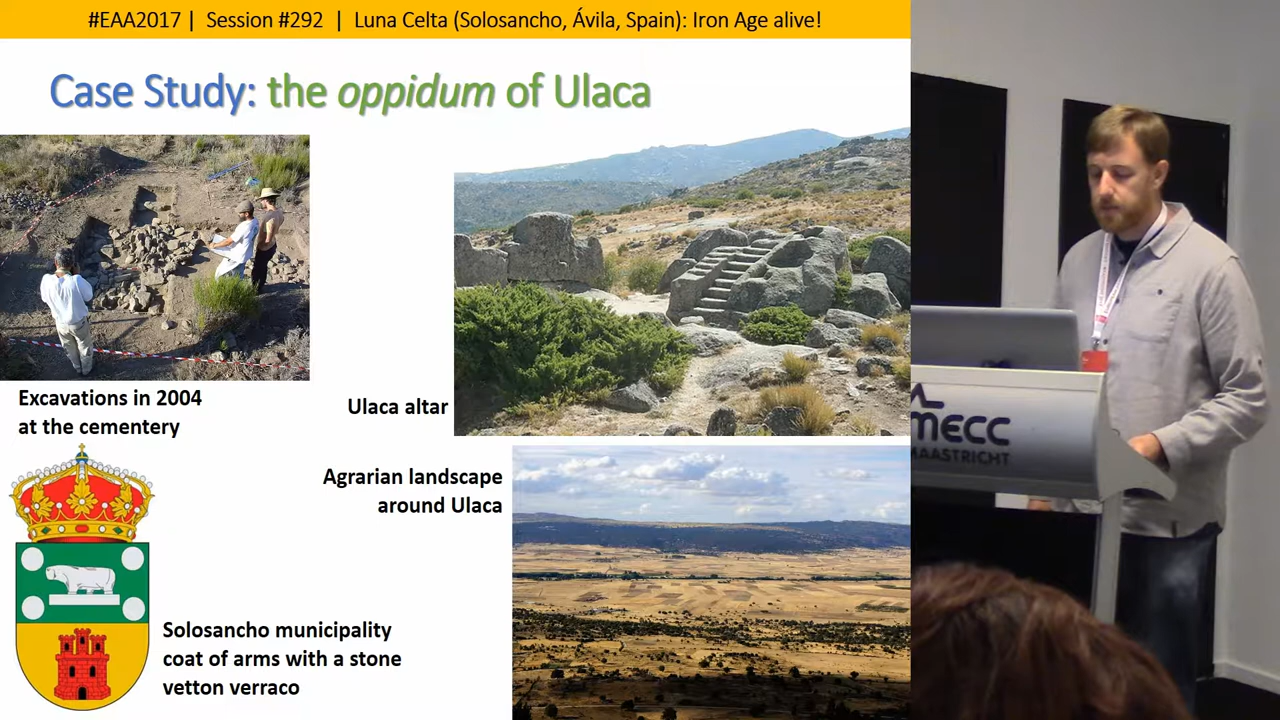 #EAA2017 | Session #292 | Luna Celta (Solosancho, Ávila, Spain): Iron Age alive!
Case Study: the oppidum of Ulaca
Excavations in 2004
at the cementery
Ulaca altar
Agrarian landscape
around Ulaca
Solosancho municipality
coat of arms with a stone
vetton verraco
mecc
MAASTRICHT